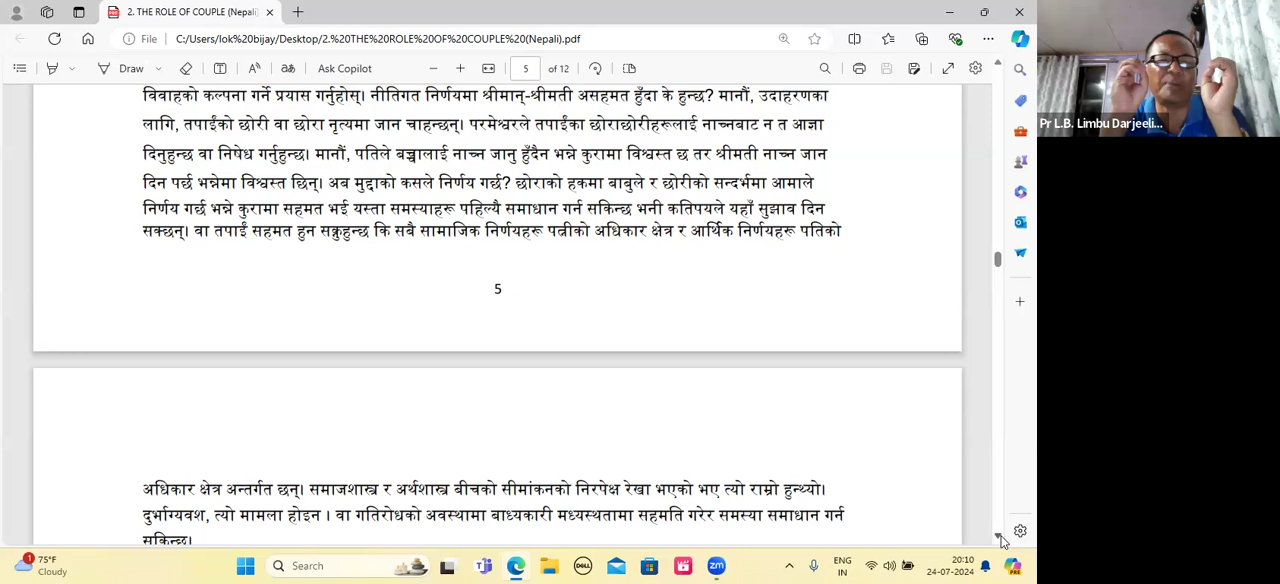 2. THE ROLE OF COUPLE (Nepali)
File
C:/Users/lok%20bijay/Desktop/2.%20THE%20ROLE%20OF%20COUPLE%20(Nepali).pdf
Draw
aあ
Ask Copilot
5
of 12
विवाहको कल्पना गर्ने प्रयास गर्नुहोस्। नीतिगत निर्णयमा श्रीमान्-श्रीमती असहमत हुँदा के हुन्छ? मानौं, उदाहरणका
लागि, तपाईंको छोरी वा छोरा नृत्यमा जान चाहन्छन्। परमेश्वरले तपाईंका छोराछोरीहरूलाई नाच्नबाट न त आज्ञा
दिनुहुन्छ वा निषेध गर्नुहुन्छ। मानौं, पतिले बच्चालाई नाच्न जानु हुँदैन भन्ने कुरामा विश्वस्त छ तर श्रीमती नाच्न जान
दिन पर्छ भन्नेमा विश्वस्त छिन्। अब मुद्दाको कसले निर्णय गर्छ? छोराको हकमा बाबुले र छोरीको सन्दर्भमा आमाले
निर्णय गर्छ भन्ने कुरामा सहमत भई यस्ता समस्याहरू पहिल्यै समाधान गर्न सकिन्छ भनी कतिपयले यहाँ सुझाव दिन
सक्छन्। वा तपाईं सहमत हुन सक्नुहुन्छ कि सबै सामाजिक निर्णयहरू पत्नीको अधिकार क्षेत्र र आर्थिक निर्णयहरू पतिको
5
अधिकार क्षेत्र अन्तर्गत छन्। समाजशास्त्र र अर्थशास्त्र बीचको सीमांकनको निरपेक्ष रेखा भएको भए त्यो राम्रो हुन्थ्यो।
दुर्भाग्यवश, त्यो मामला होइन । वा गतिरोधको अवस्थामा बाध्यकारी मध्यस्थतामा सहमति गरेर समस्या समाधान गर्न
सकिन्छ।
Pr L.B. Limbu Darjeeli...
1
75°F
Cloudy
Search
DELL
zm
ENG
IN
20:10
24-07-2024
PRE